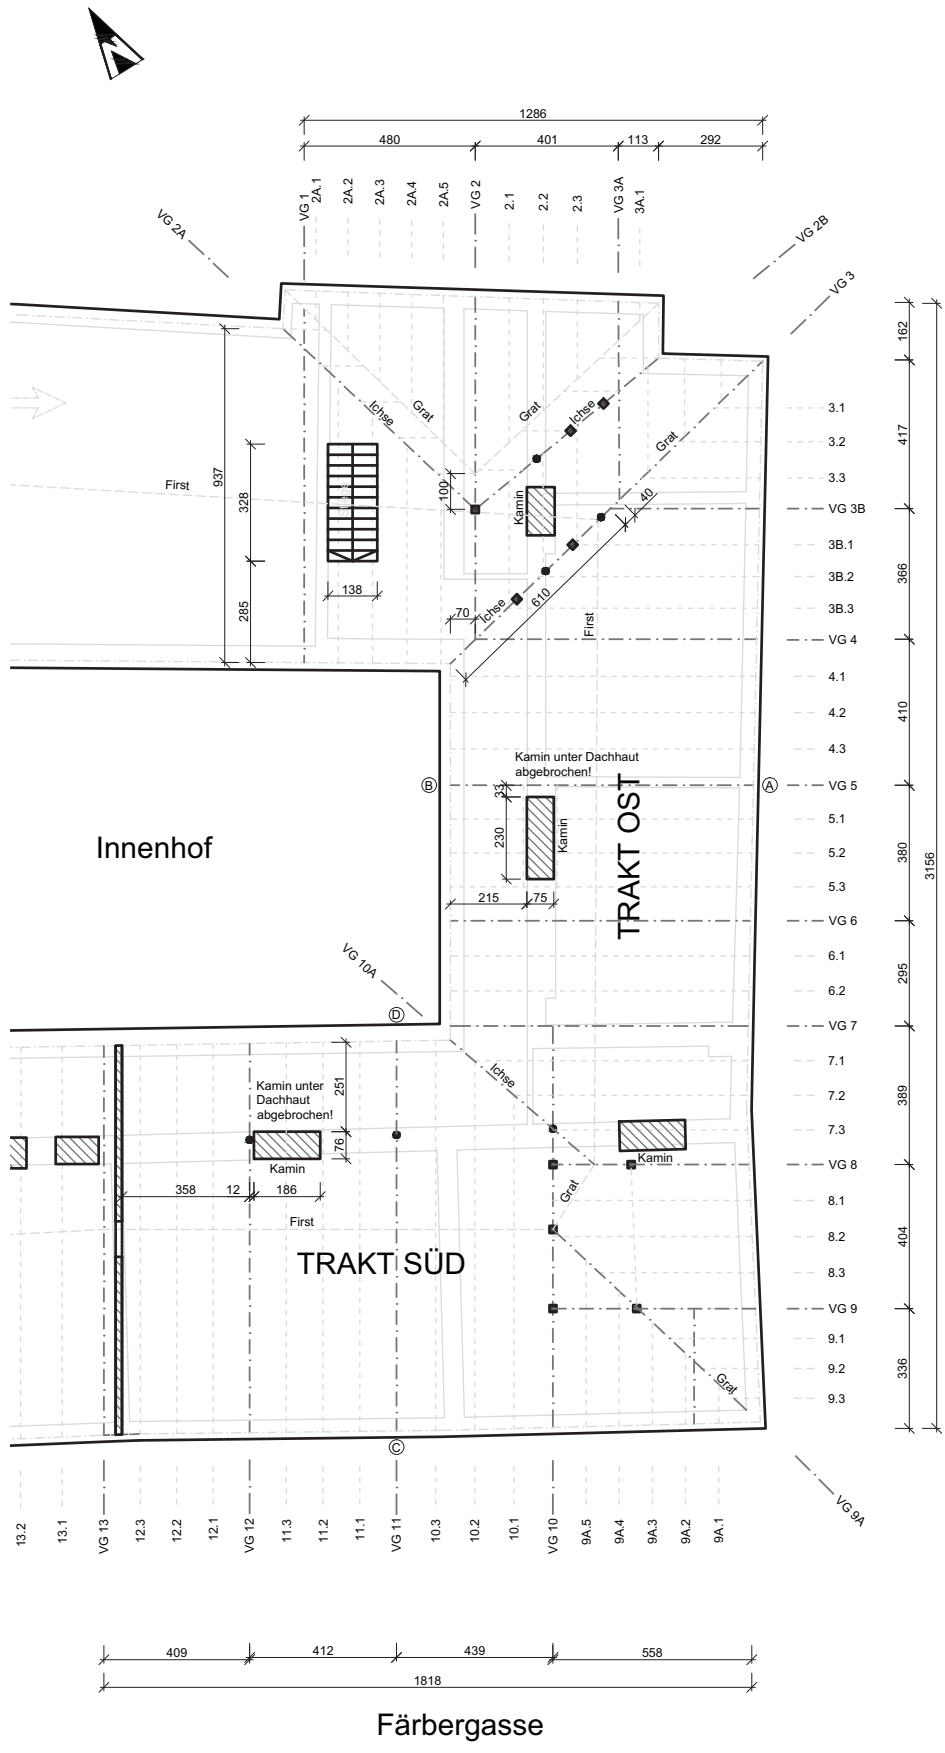 1286
480
401
113
292
VG 1
2A.1
2A.2
2A.3
2A.4
2A.5
VG 2
2.1
2.2
2.3
VG 3A
3A.1
VG 2A
VG 2B
VG 3
162
Ichse
Grat
Grat
Ichse
Grat
3.1
3.2
3.3
417
937
328
First
100
Kamin
40
VG 3B
3B.1
3B.2
3B.3
366
138
285
70
Ichse
610
First
VG 4
4.1
4.2
4.3
410
Kamin unter Dachhaut
abgebrochen!
B
A
VG 5
33
230
Kamin
TRAKT OST
5.1
5.2
5.3
380
3156
Innenhof
215
75
VG 6
6.1
6.2
295
VG 10A
D
VG 7
7.1
7.2
7.3
389
Ichse
251
Kamin unter
Dachhaut
abgebrochen!
76
Kamin
Kamin
VG 8
8.1
8.2
8.3
404
358
12
186
Grat
First
TRAKT SÜD
VG 9
9.1
9.2
9.3
336
Grat
C
VG 9A
13.2
13.1
VG 13
12.3
12.2
12.1
VG 12
11.3
11.2
11.1
VG 11
10.3
10.2
10.1
VG 10
9A.5
9A.4
9A.3
9A.2
9A.1
409
412
439
558
1818
Färbergasse